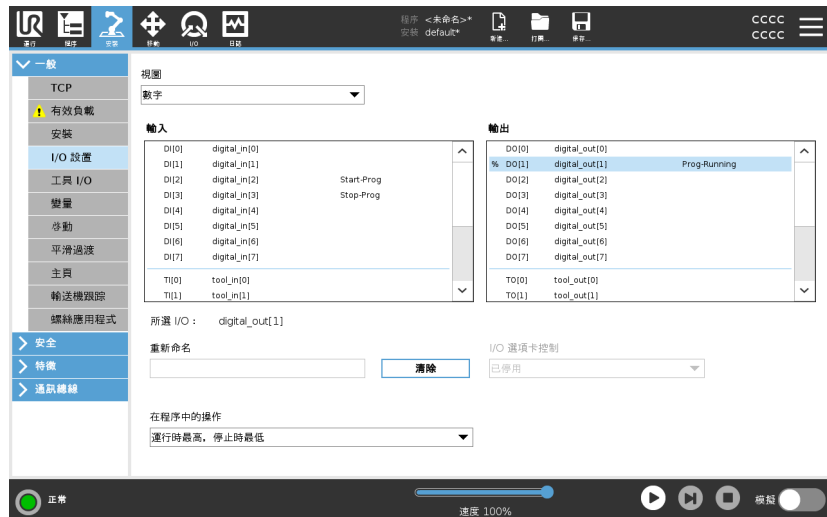 UR
運行 程序 安裝 移動 I/O 日誌
程序 <未命名>*
安裝 default*
新建... 打開... 保存...
CCCC
CCCC
一般
TCP
有效負載
安裝
I/O 設置
工具 I/O
變量
啓動
平滑過渡
主頁
輸送機跟踪
螺絲應用程式
安全
特徵
通訊總線
視圖
數字
輸入
DI[0] digital_in[0]
DI[1] digital_in[1]
DI[2] digital_in[2] Start-Prog
DI[3] digital_in[3] Stop-Prog
DI[4] digital_in[4]
DI[5] digital_in[5]
DI[6] digital_in[6]
DI[7] digital_in[7]
TI[0] tool_in[0]
TI[1] tool_in[1]
輸出
DO[0] digital_out[0]
% DO[1] digital_out[1] Prog-Running
DO[2] digital_out[2]
DO[3] digital_out[3]
DO[4] digital_out[4]
DO[5] digital_out[5]
DO[6] digital_out[6]
DO[7] digital_out[7]
TO[0] tool_out[0]
TO[1] tool_out[1]
所選 I/O： digital_out[1]
重新命名
清除
I/O 選項卡控制
已停用
在程序中的操作
運行時最高，停止時最低
正常
速度 100%
模擬